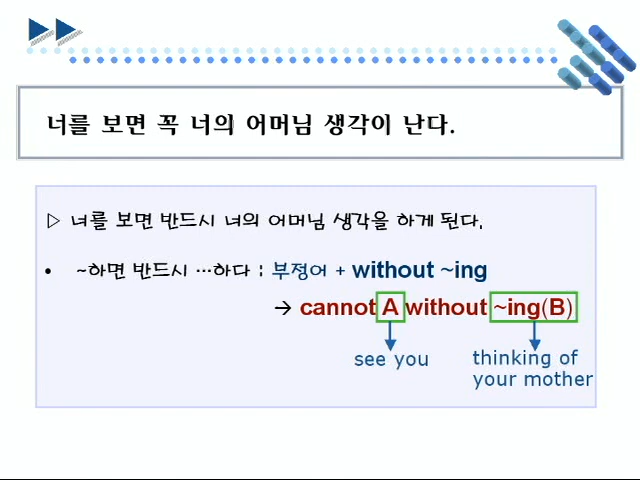 너를 보면 꼭 너의 어머님 생각이 난다.
▷ 너를 보면 반드시 너의 어머님 생각을 하게 된다.
• ~하면 반드시 …하다 : 부정어 + without ~ing
→ cannot A without ~ing(B)
see you thinking of
your mother